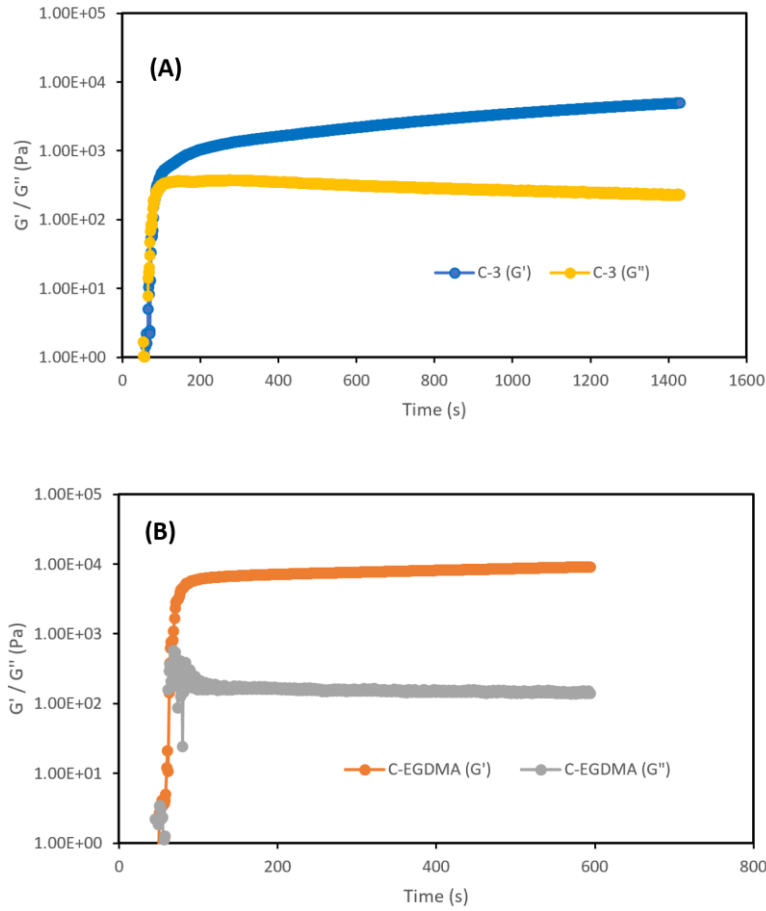 (A)
1.00E+05
1.00E+04
1.00E+03
1.00E+02
1.00E+01
1.00E+00
G' / G'' (Pa)
C-3 (G') C-3 (G")
0 200 400 600 800 1000 1200 1400 1600
Time (s)
(B)
1.00E+05
1.00E+04
1.00E+03
1.00E+02
1.00E+01
1.00E+00
G' / G'' (Pa)
C-EGDMA (G') C-EGDMA (G")
0 200 400 600 800
Time (s)